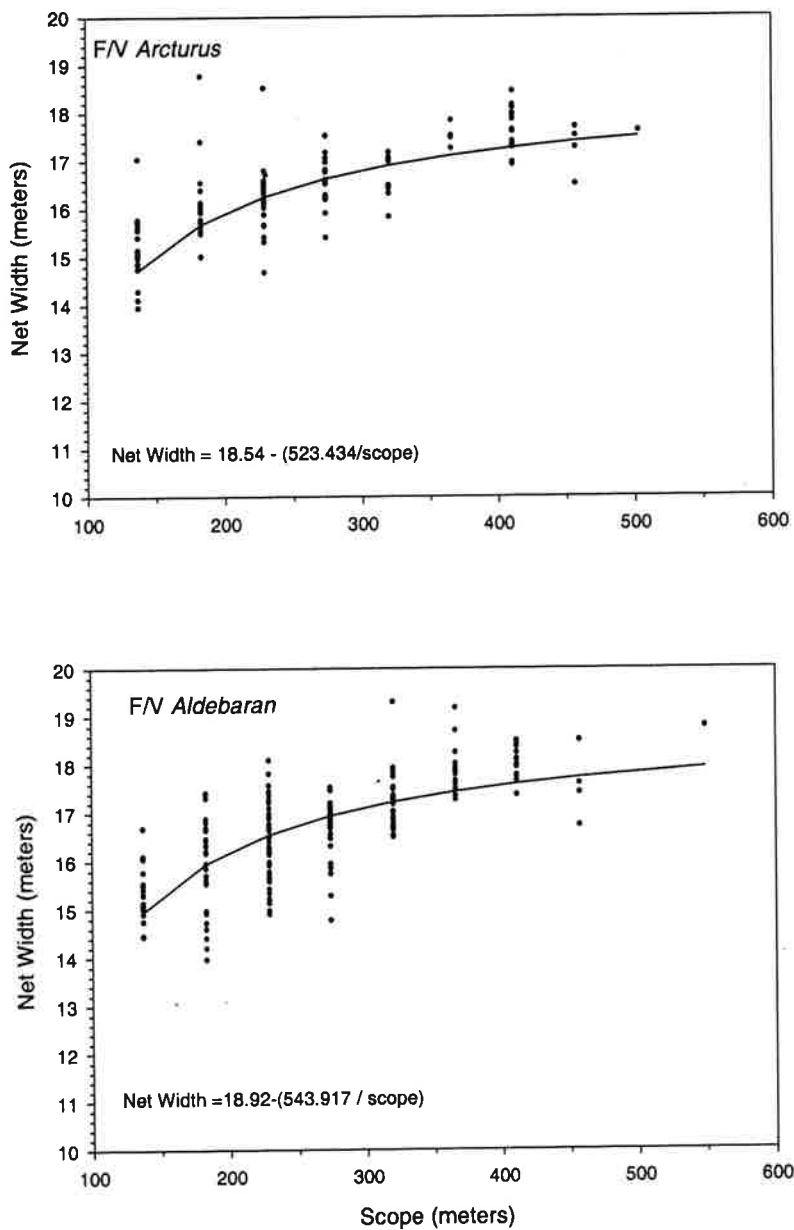 20
19
18
17
16
15
14
13
12
11
10
Net Width (meters)
F/V Arcturus
Net Width = 18.54 - (523.434/scope)
100 200 300 400 500 600
20
19
18
17
16
15
14
13
12
11
10
Net Width (meters)
F/V Aldebaran
Net Width =18.92-(543.917 / scope)
100 200 300 400 500 600
Scope (meters)